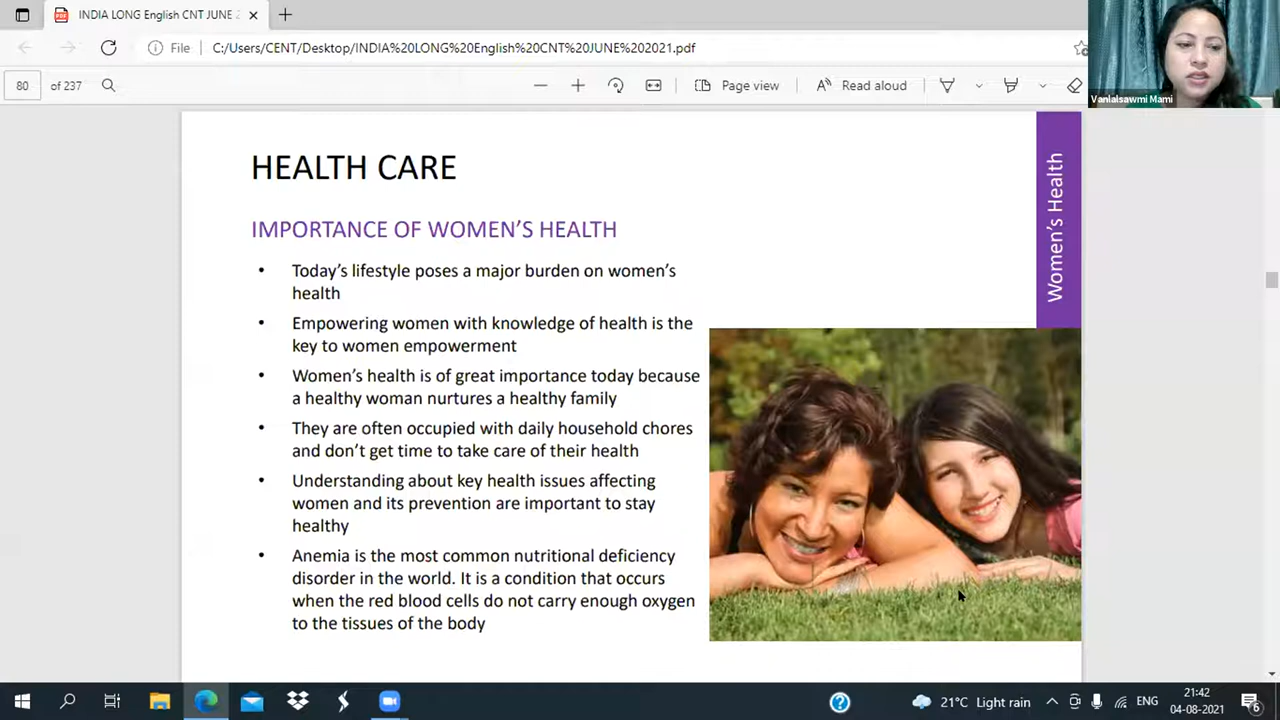 INDIA LONG English CNT JUNE 2
File
C:/Users/CENT/Desktop/INDIA%20LONG%20English%20CNT%20JUNE%202021.pdf
Vanlalsawmi Mami
80 of 237
Page view
Read aloud
HEALTH CARE
Women's Health
IMPORTANCE OF WOMEN'S HEALTH
• Today's lifestyle poses a major burden on women's
health
• Empowering women with knowledge of health is the
key to women empowerment
• Women's health is of great importance today because
a healthy woman nurtures a healthy family
• They are often occupied with daily household chores
and don't get time to take care of their health
• Understanding about key health issues affecting
women and its prevention are important to stay
healthy
• Anemia is the most common nutritional deficiency
disorder in the world. It is a condition that occurs
when the red blood cells do not carry enough oxygen
to the tissues of the body
21°C Light rain
ENG
21:42
04-08-2021
6